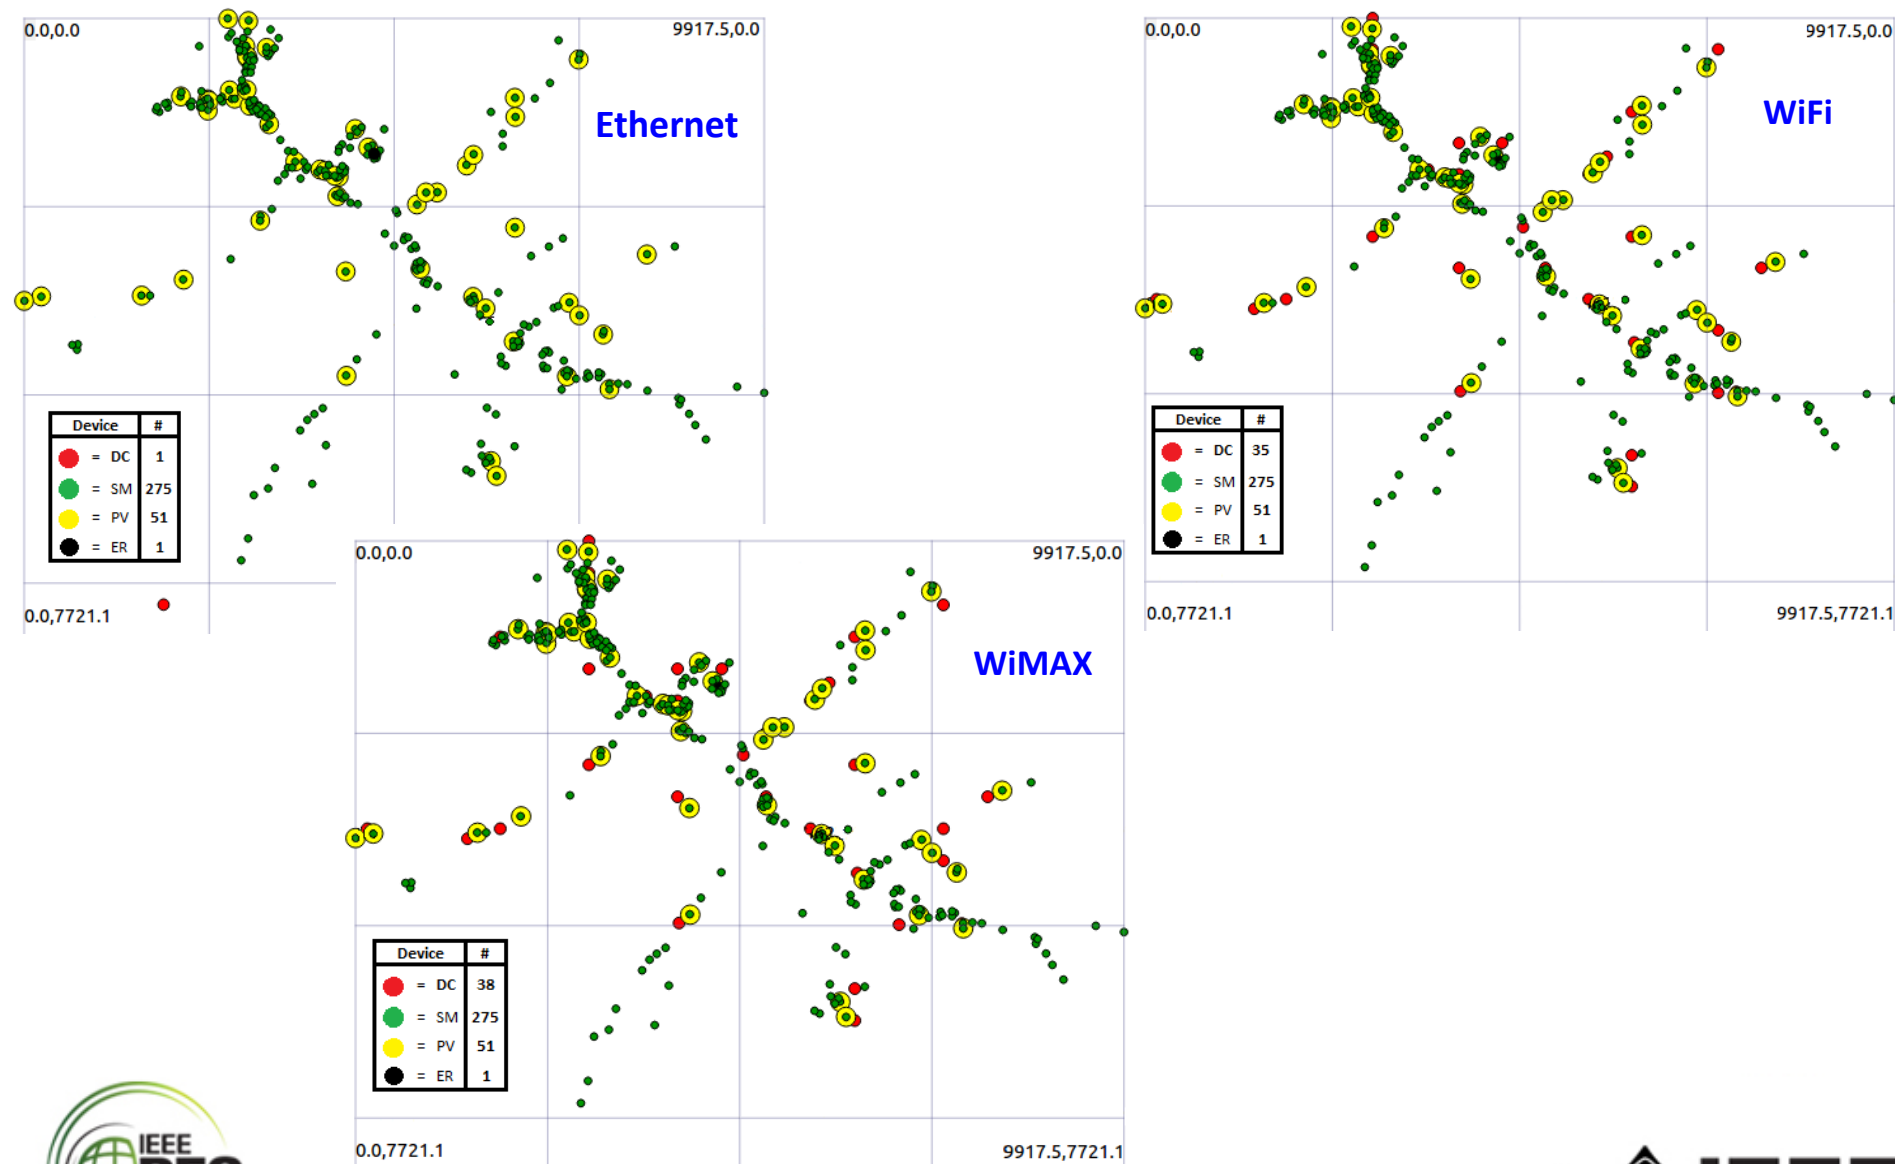 0.0,0.0
9917.5,0.0
Ethernet
Device #
= DC 1
= SM 275
= PV 51
= ER 1
0.0,7721.1
0.0,0.0
9917.5,0.0
WiFi
Device #
= DC 35
= SM 275
= PV 51
= ER 1
0.0,7721.1
9917.5,7721.1
0.0,0.0
9917.5,0.0
WiMAX
Device #
= DC 38
= SM 275
= PV 51
= ER 1
0.0,7721.1
9917.5,7721.1
IEEE